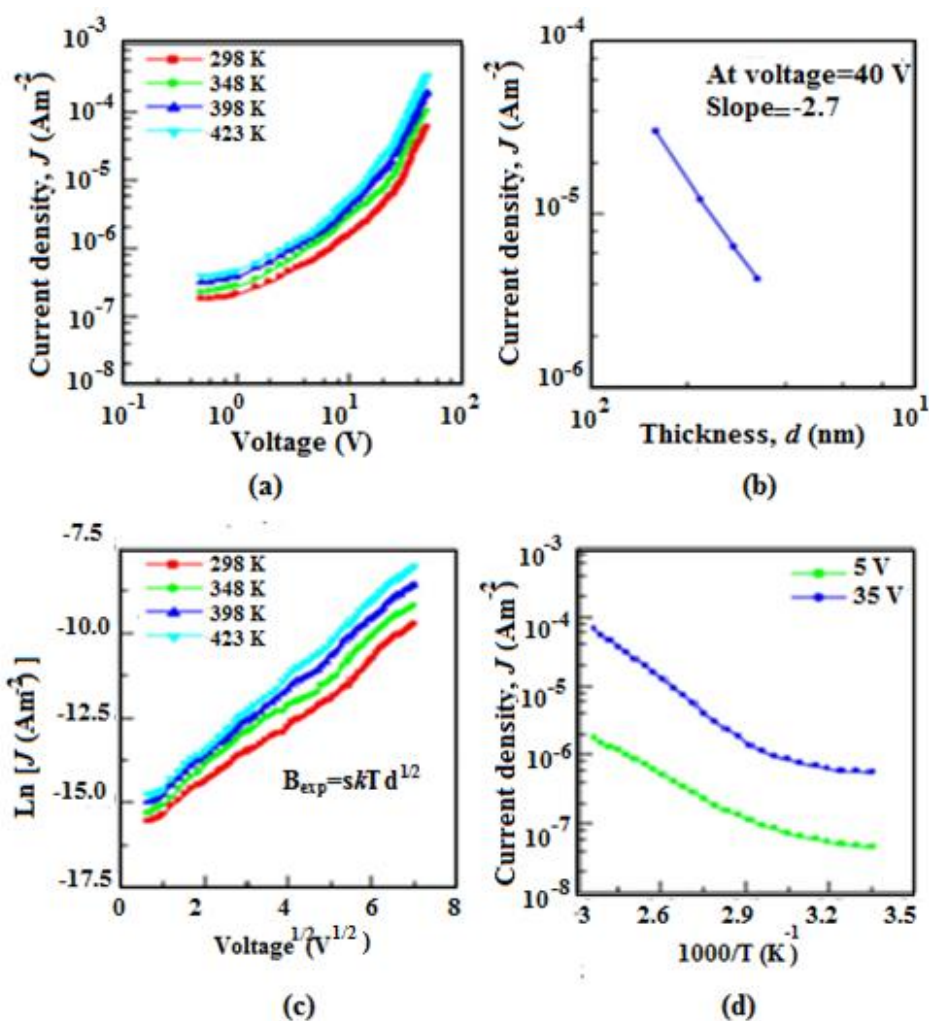 10^-3
10^-4
10^-5
10^-6
10^-7
10^-8
Current density, J (Am^-2)
298 K
348 K
398 K
423 K
10^-1
10^0
10^1
10^2
Voltage (V)
(a)
10^-4
10^-5
10^-6
Current density, J (Am^-2)
At voltage=40 V
Slope=-2.7
10^2
10^1
Thickness, d (nm)
(b)
-7.5
-10.0
-12.5
-15.0
-17.5
Ln [J (Am^-2) ]
298 K
348 K
398 K
423 K
B_exp=skT d^1/2
0
2
4
6
8
Voltage^1/2 (V^1/2)
(c)
10^-3
10^-4
10^-5
10^-6
10^-7
10^-8
Current density, J (Am^-2)
5 V
35 V
-3
2.6
2.9
3.2
3.5
1000/T (K^-1)
(d)